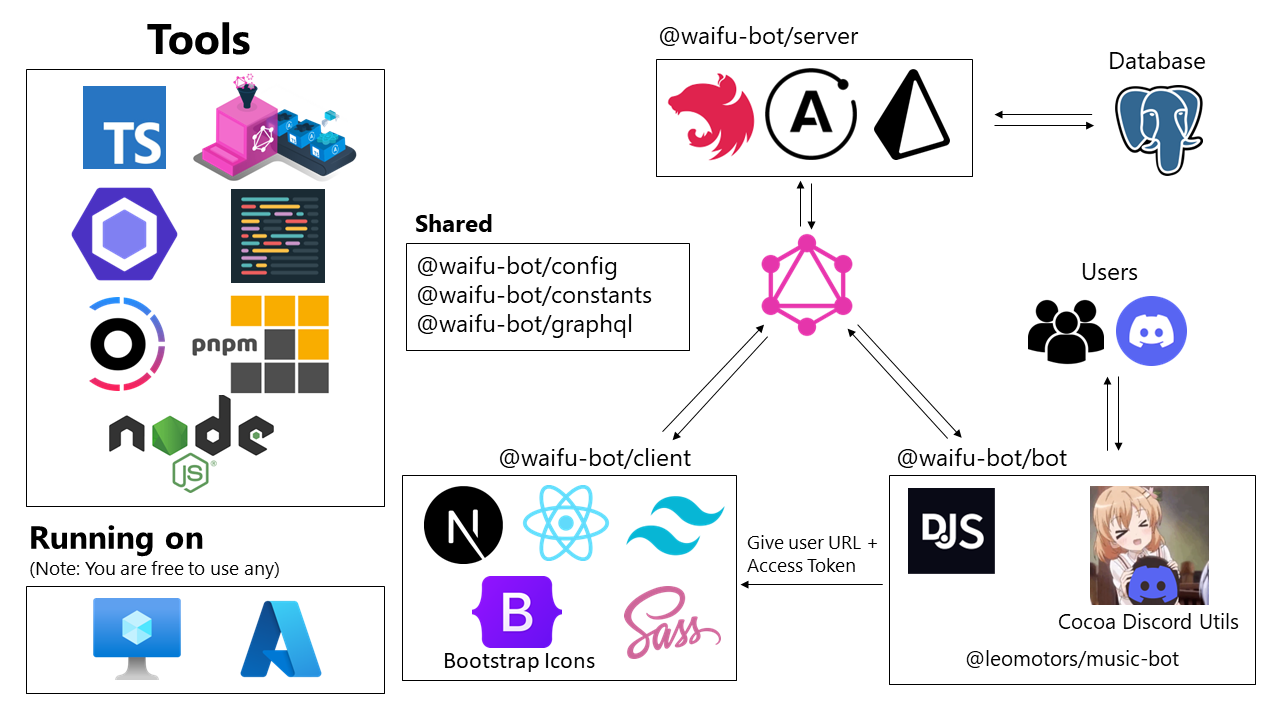 Tools
TS
pnpm
node
JS
®
Running on
(Note: You are free to use any)
@waifu-bot/server
A
Database
Shared
@waifu-bot/config
@waifu-bot/constants
@waifu-bot/graphql
Users
@waifu-bot/client
N
B
Sass
Bootstrap Icons
Give user URL +
Access Token
@waifu-bot/bot
DJS
Cocoa Discord Utils
@leomotors/music-bot